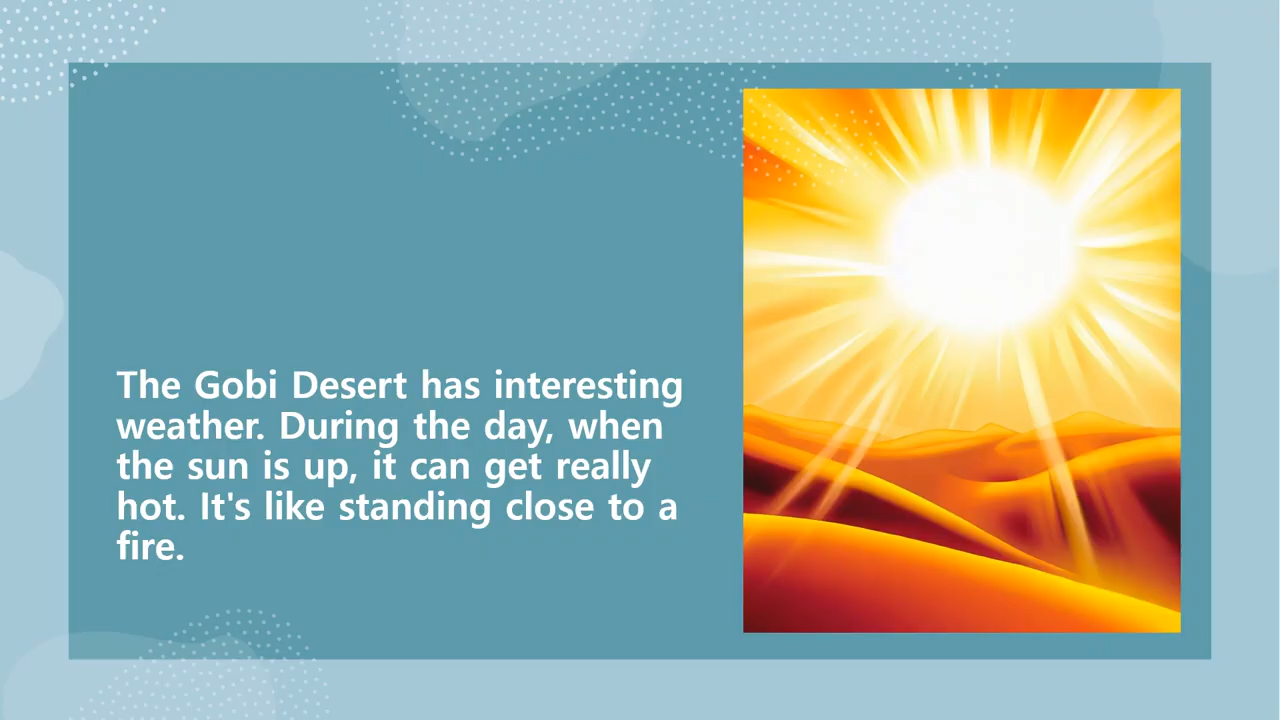 The Gobi Desert has interesting
weather. During the day, when
the sun is up, it can get really
hot. It's like standing close to a
fire.